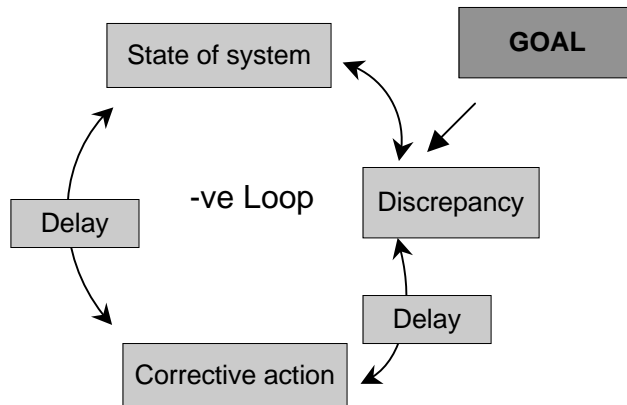 GOAL
State of system
-ve Loop
Discrepancy
Delay
Delay
Corrective action